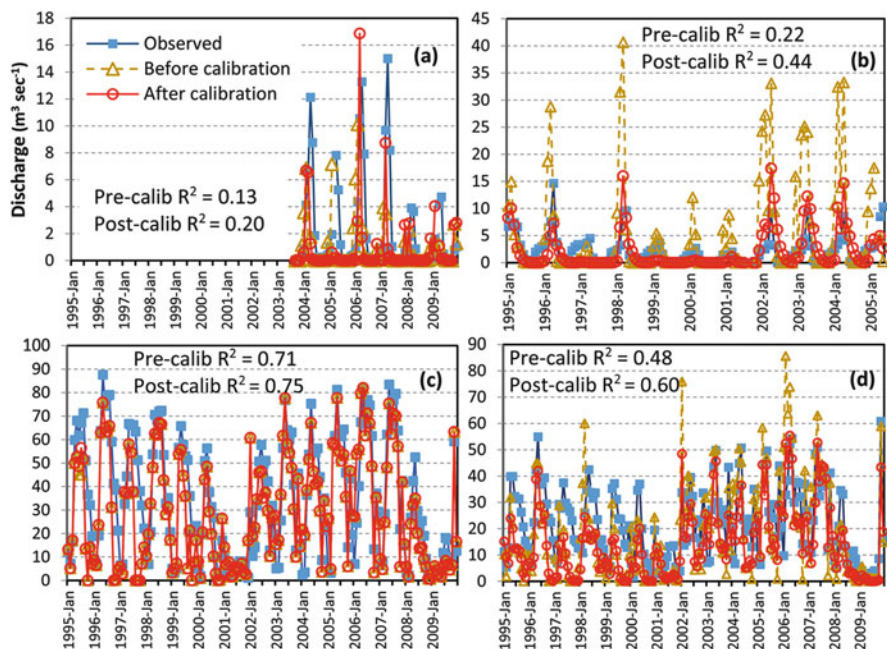 18
16
14
12
10
8
6
4
2
0
Discharge (m³ sec⁻¹)
Observed
Before calibration
After calibration
(a)
Pre-calib R² = 0.13
Post-calib R² = 0.20
1995-Jan
1996-Jan
1997-Jan
1998-Jan
1999-Jan
2000-Jan
2001-Jan
2002-Jan
2003-Jan
2004-Jan
2005-Jan
2006-Jan
2007-Jan
2008-Jan
2009-Jan
45
40
35
30
25
20
15
10
5
0
Pre-calib R² = 0.22
(b)
Post-calib R² = 0.44
1995-Jan
1996-Jan
1997-Jan
1998-Jan
1999-Jan
2000-Jan
2001-Jan
2002-Jan
2003-Jan
2004-Jan
2005-Jan
100
90
80
70
60
50
40
30
20
10
0
Pre-calib R² = 0.71
(c)
Post-calib R² = 0.75
1995-Jan
1996-Jan
1997-Jan
1998-Jan
1999-Jan
2000-Jan
2001-Jan
2002-Jan
2003-Jan
2004-Jan
2005-Jan
2006-Jan
2007-Jan
2008-Jan
2009-Jan
90
80
70
60
50
40
30
20
10
0
Pre-calib R² = 0.48
(d)
Post-calib R² = 0.60
1995-Jan
1996-Jan
1997-Jan
1998-Jan
1999-Jan
2000-Jan
2001-Jan
2002-Jan
2003-Jan
2004-Jan
2005-Jan
2006-Jan
2007-Jan
2008-Jan
2009-Jan